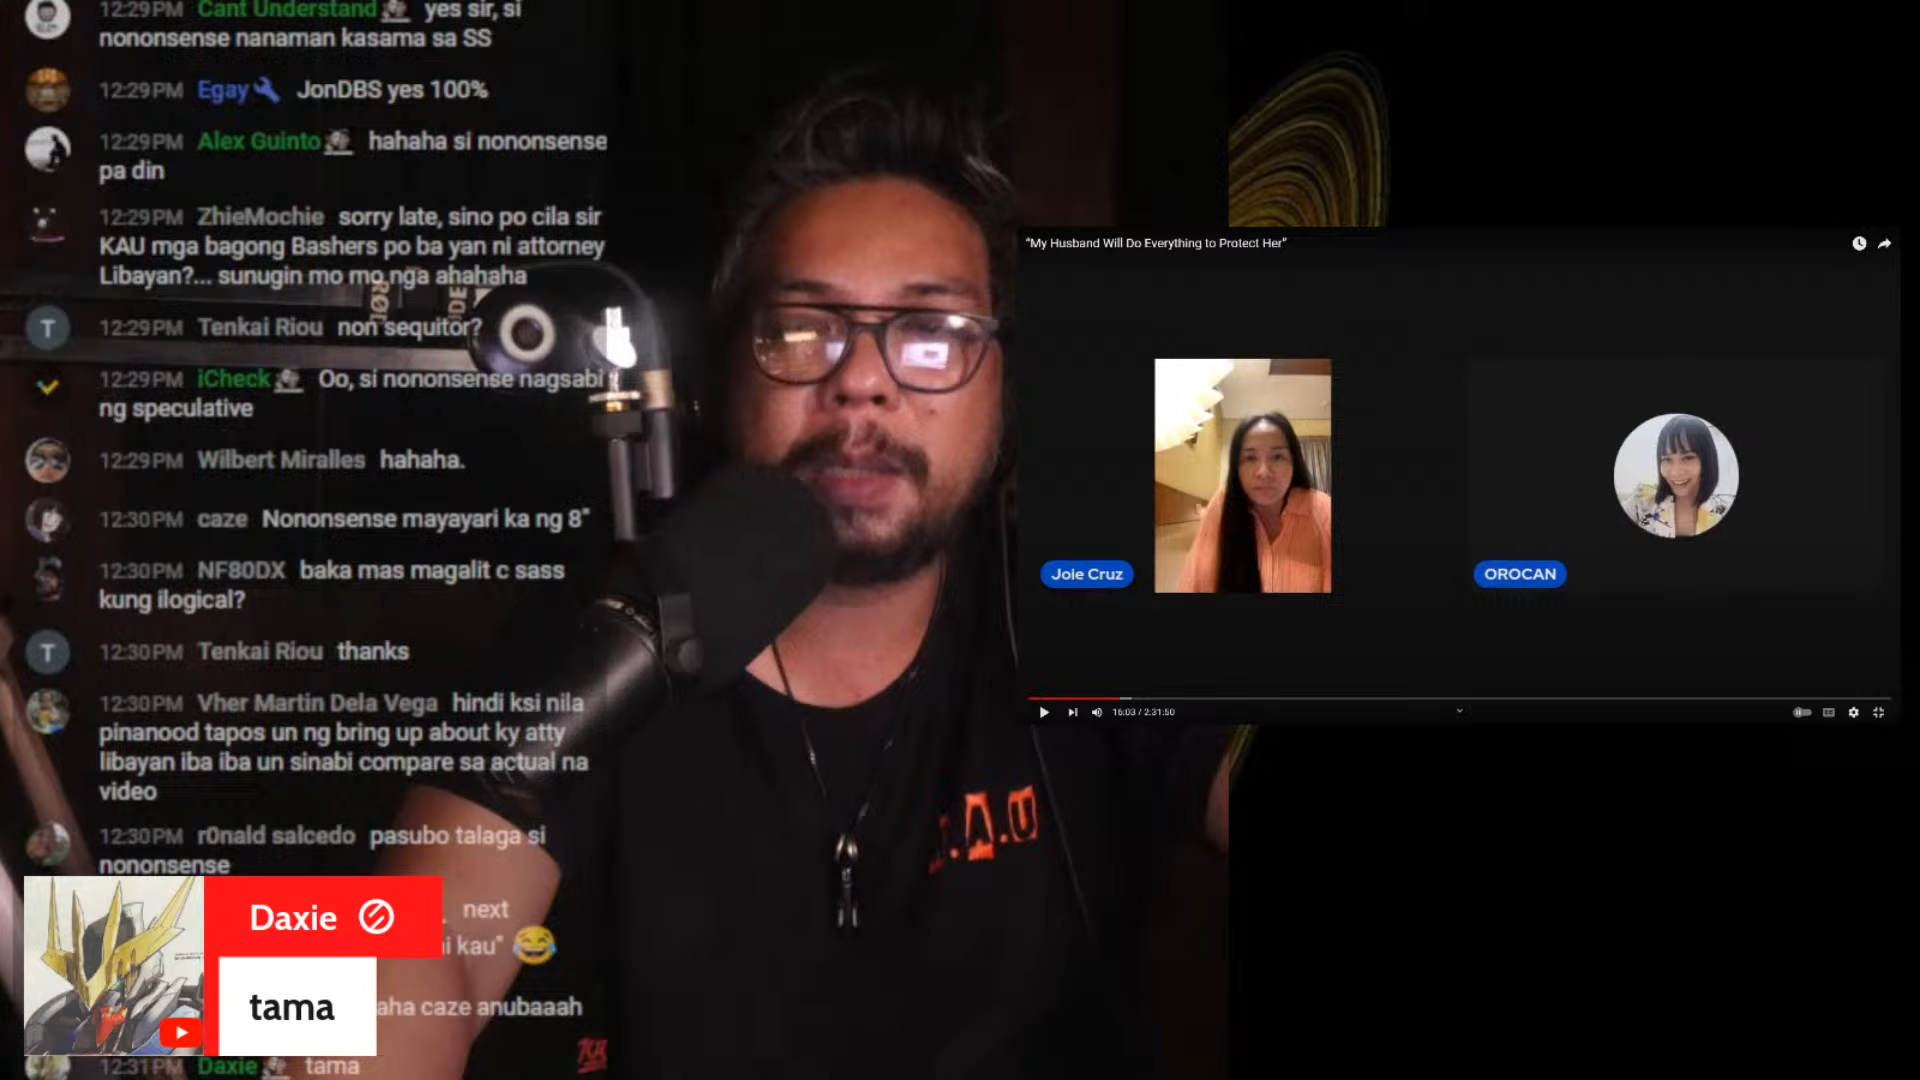 12:29PM Cant Understand yes sir, si
nononsense nanaman kasama sa SS
12:29PM Egay JonDBS yes 100%
12:29PM Alex Guinto hahaha si nononsense
pa din
12:29PM ZhieMochie sorry late, sino po cila sir
KAU mga bagong Bashers po ba yan ni attorney
Libayan?... sunugin mo mo nga ahahaha
T
12:29PM Tenkai Riou non sequitor?
12:29PM iCheck Oo, si nononsense nagsabi
ng speculative
12:29PM Wilbert Miralles hahaha.
12:30PM caze Nononsense mayayari ka ng 8"
12:30PM NF80DX baka mas magalit c sass
kung ilogical?
T
12:30PM Tenkai Riou thanks
12:30PM Vher Martin Dela Vega hindi ksi nila
pinanood tapos un ng bring up about ky atty
libayan iba iba un sinabi compare sa actual na
video
12:30PM r0nald salcedo pasubo talaga si
nononsense
next
kau" 😂
aha caze anubaaah
💯
12:31PM Daxie tama
Daxie
tama
"My Husband Will Do Everything to Protect Her"
Joie Cruz
OROCAN
16:03 / 2:31:50
.A.U